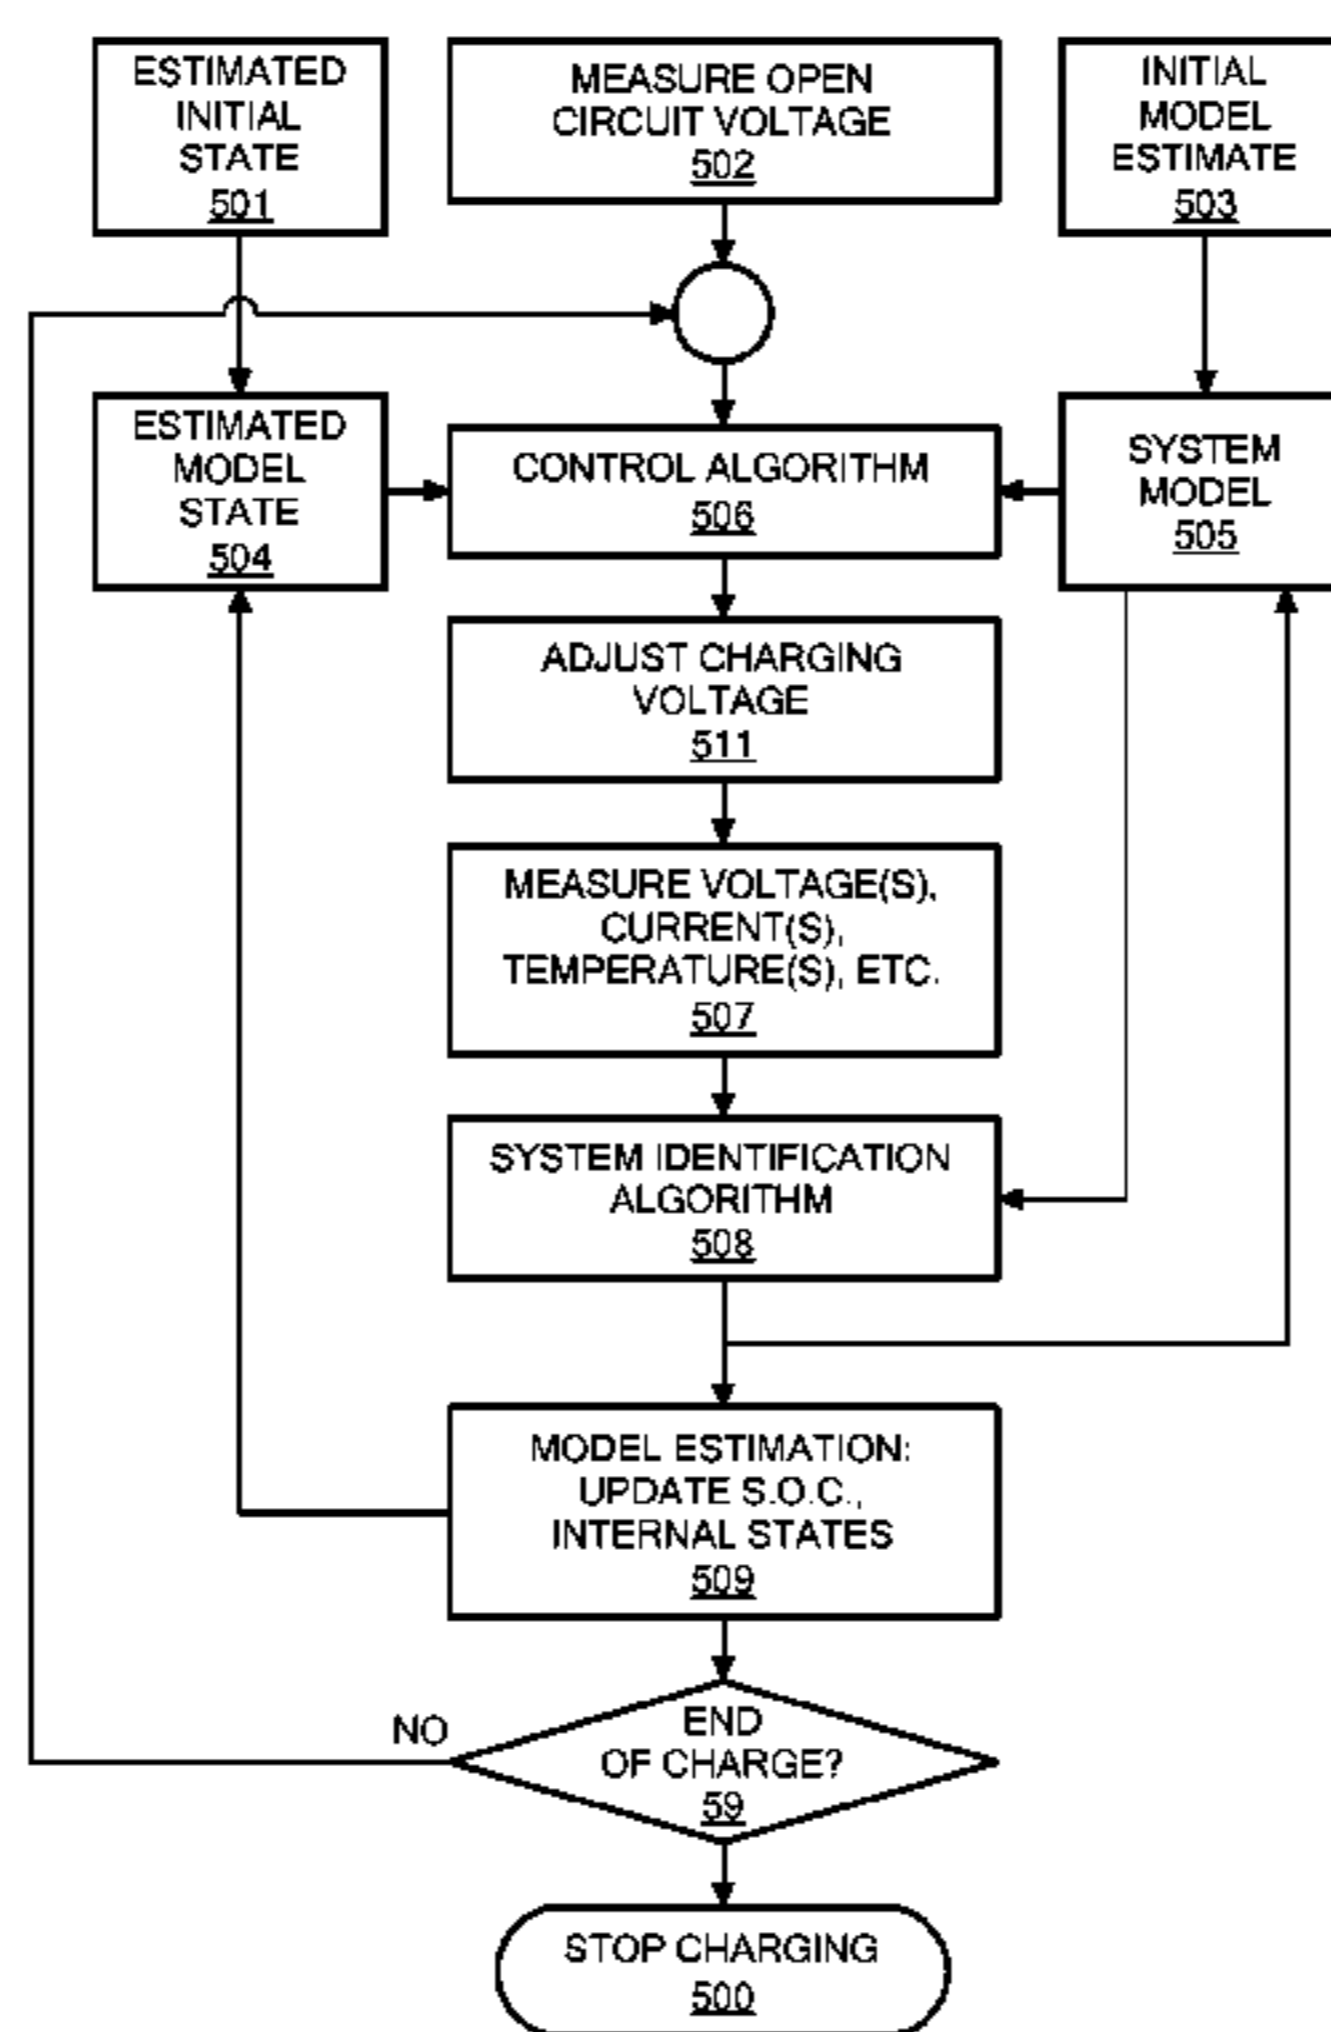 ESTIMATED
INITIAL
STATE
501
MEASURE OPEN
CIRCUIT VOLTAGE
502
INITIAL
MODEL
ESTIMATE
503
ESTIMATED
MODEL
STATE
504
CONTROL ALGORITHM
506
SYSTEM
MODEL
505
ADJUST CHARGING
VOLTAGE
511
MEASURE VOLTAGE(S),
CURRENT(S),
TEMPERATURE(S), ETC.
507
SYSTEM IDENTIFICATION
ALGORITHM
508
MODEL ESTIMATION:
UPDATE S.O.C.,
INTERNAL STATES
509
NO
END
OF CHARGE?
59
STOP CHARGING
500